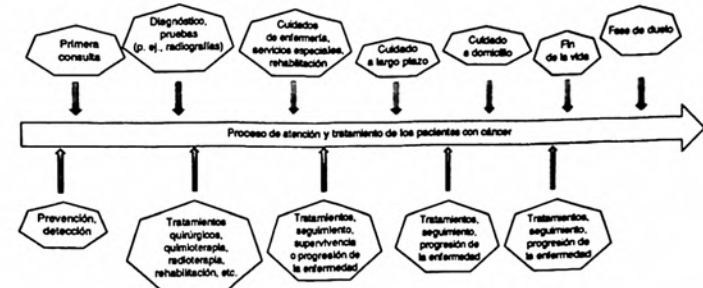 Primera
consulta
Diagnóstico,
pruebas
(p. ej., radiografías)
Cuidados
de enfermería,
servicios especiales,
rehabilitación
Cuidado
a largo plazo
Cuidado
a domicilio
Fin
de la vida
Fase de duelo
Proceso de atención y tratamiento de los pacientes con cáncer
Prevención,
detección
Tratamientos
quirúrgicos,
quimioterapia,
radioterapia,
rehabilitación, etc.
Tratamientos,
seguimiento,
supervivencia
o progresión de
la enfermedad
Tratamientos,
seguimiento,
progresión de
la enfermedad
Tratamientos,
seguimiento,
progresión de
la enfermedad